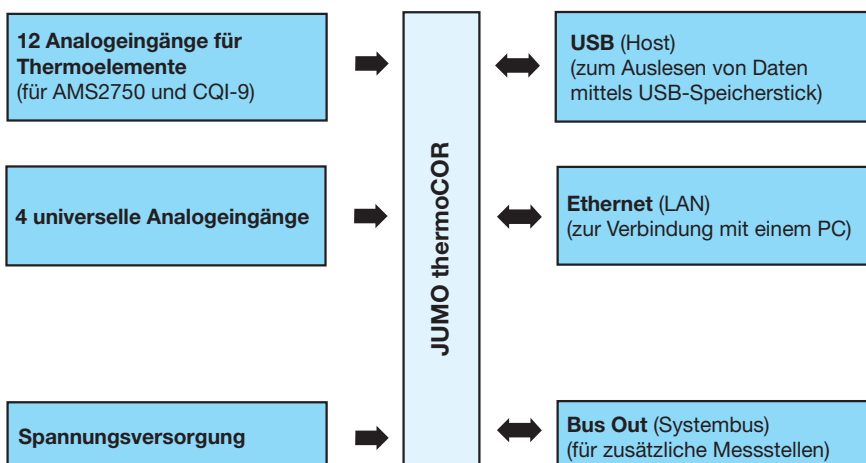 12 Analogeingänge für
Thermoelemente
(für AMS2750 und CQI-9)
4 universelle Analogeingänge
Spannungsversorgung
JUMO thermoCOR
USB (Host)
(zum Auslesen von Daten
mittels USB-Speicherstick)
Ethernet (LAN)
(zur Verbindung mit einem PC)
Bus Out (Systembus)
(für zusätzliche Messstellen)